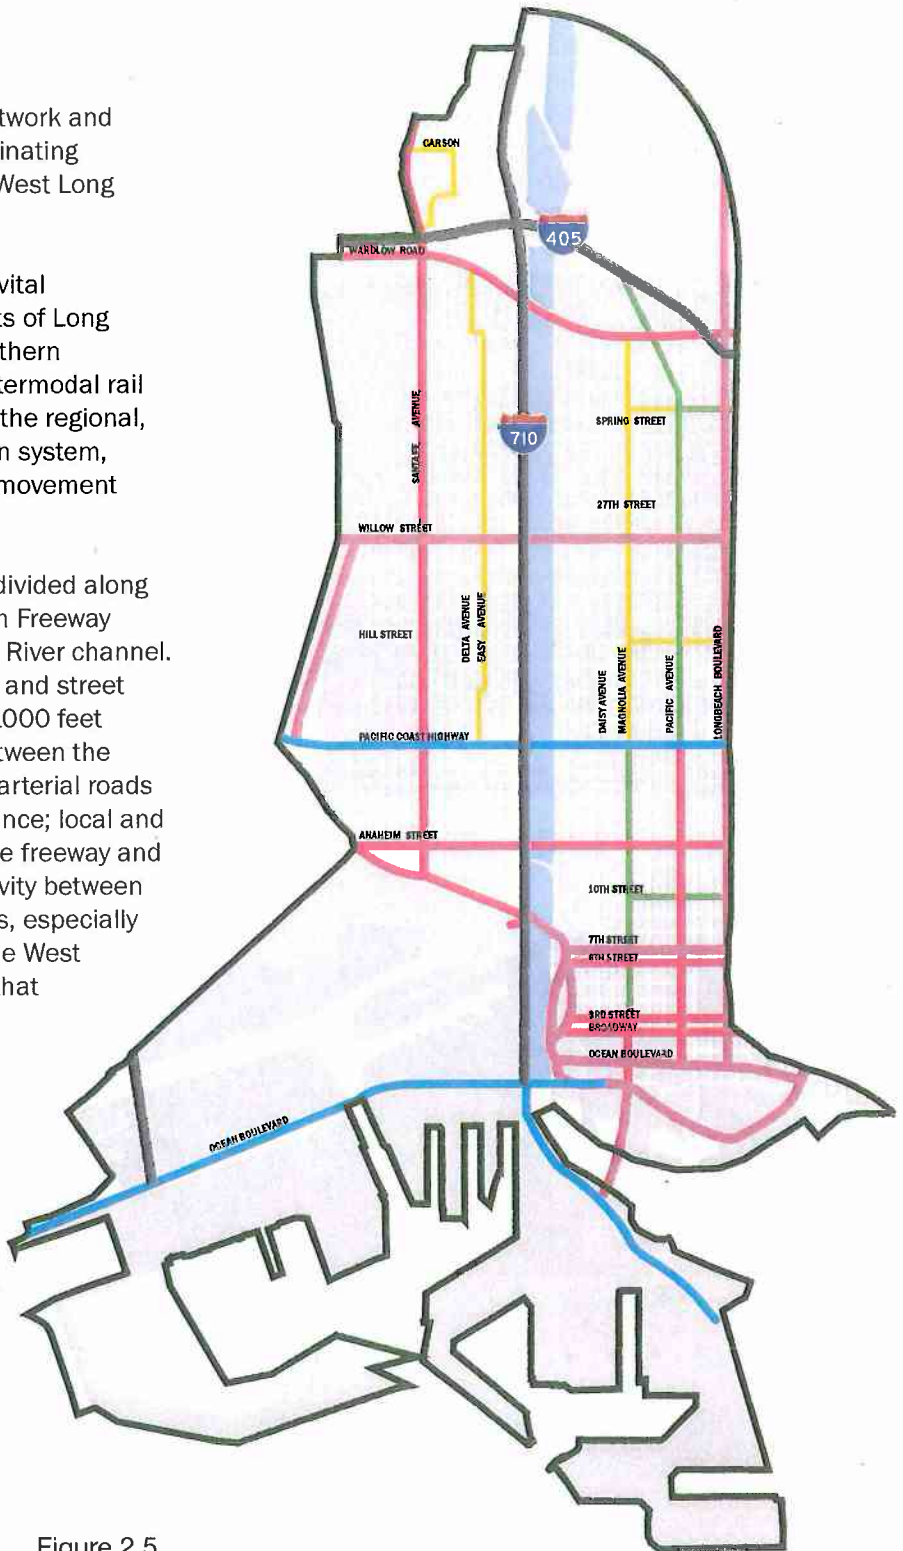 twork and
inating
West Long
vital
ts of Long
thern
termodal rail
the regional,
n system,
movement
divided along
n Freeway
River channel.
and street
000 feet
tween the
arterial roads
nce; local and
e freeway and
vity between
s, especially
e West
hat
CARSON
405
WARDLOW ROAD
SANTA FE AVENUE
710
SPRING STREET
27TH STREET
WILLOW STREET
HILL STREET
DELTA AVENUE
EASY AVENUE
DAISY AVENUE
MAGNOLIA AVENUE
PACIFIC AVENUE
LONGBEACH BOULEVARD
PACIFIC COAST HIGHWAY
ANAHEIM STREET
10TH STREET
7TH STREET
6TH STREET
3RD STREET
BROADWAY
OCEAN BOULEVARD
OCEAN BOULEVARD
Figure 2.5